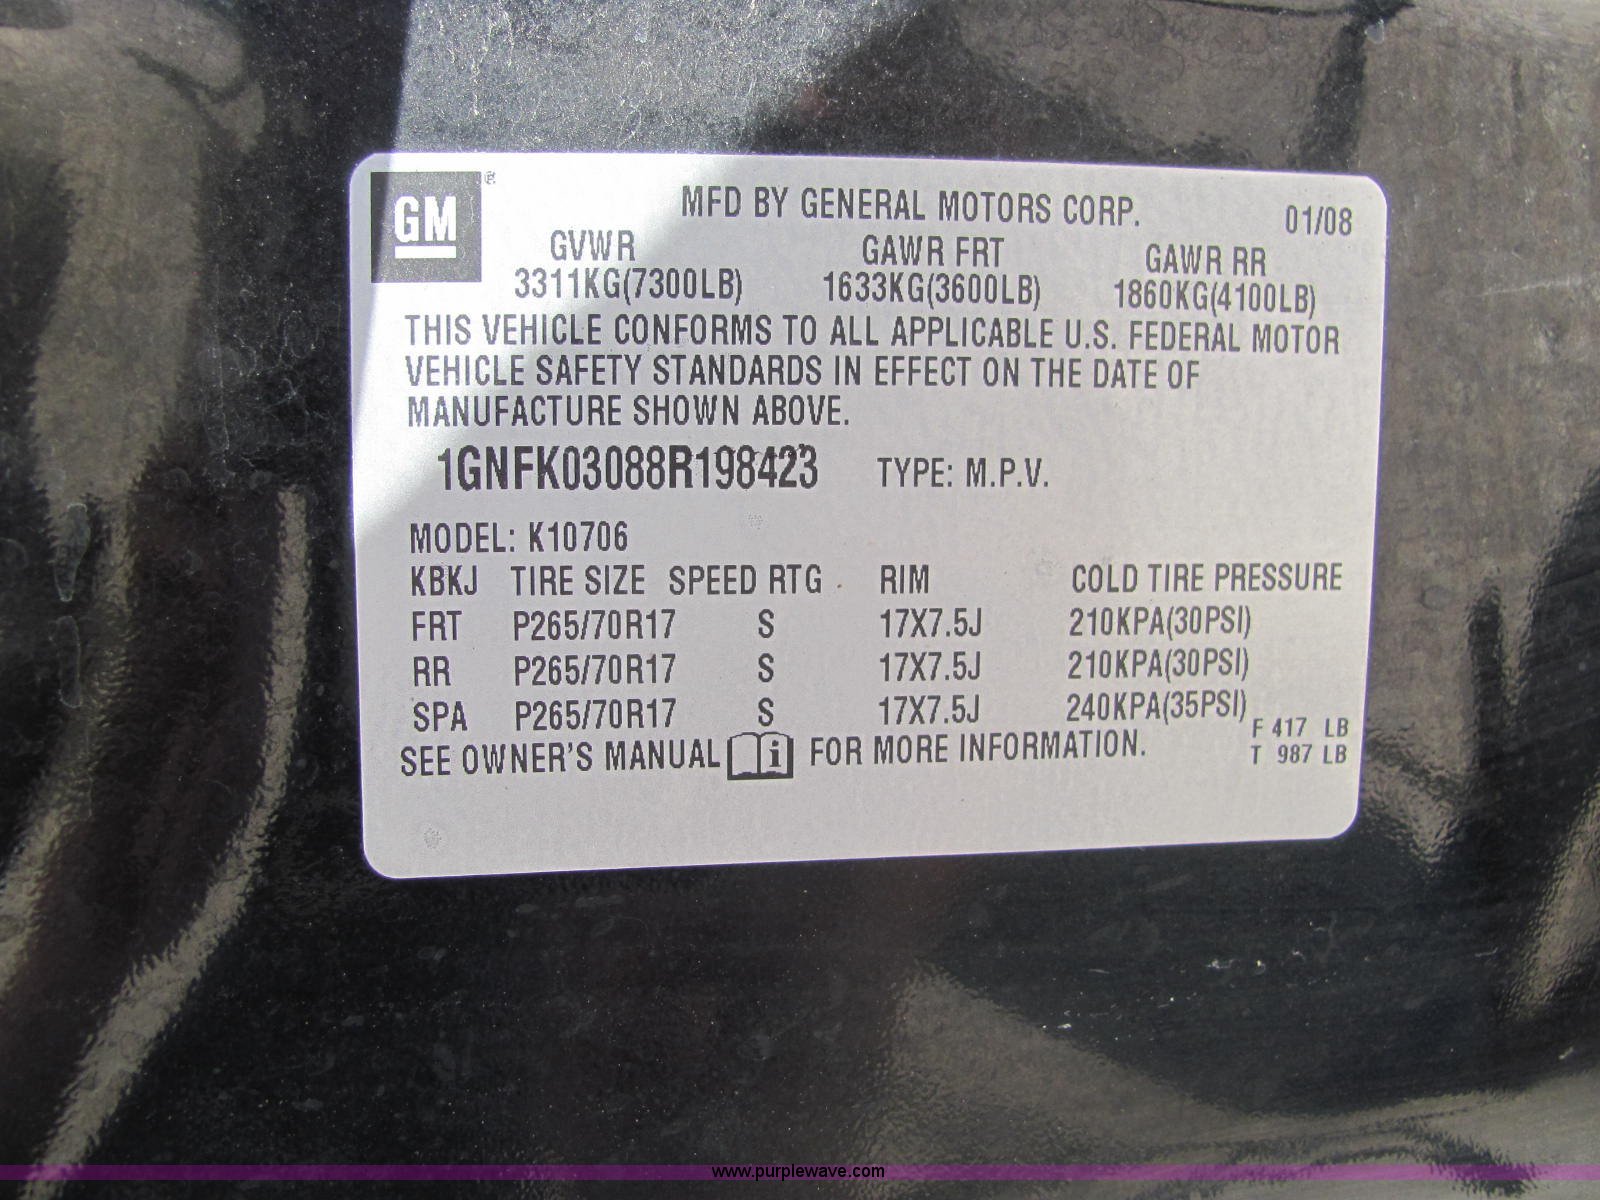 GM ®
MFD BY GENERAL MOTORS CORP. 01/08
GVWR GAWR FRT GAWR RR
3311KG(7300LB) 1633KG(3600LB) 1860KG(4100LB)
THIS VEHICLE CONFORMS TO ALL APPLICABLE U.S. FEDERAL MOTOR
VEHICLE SAFETY STANDARDS IN EFFECT ON THE DATE OF
MANUFACTURE SHOWN ABOVE.
1GNFK03088R198423 TYPE: M.P.V.
MODEL: K10706
KBKJ TIRE SIZE SPEED RTG RIM COLD TIRE PRESSURE
FRT P265/70R17 S 17X7.5J 210KPA(30PSI)
RR P265/70R17 S 17X7.5J 210KPA(30PSI)
SPA P265/70R17 S 17X7.5J 240KPA(35PSI)
F 417 LB
SEE OWNER'S MANUAL i FOR MORE INFORMATION. T 987 LB
www.purplewave.com